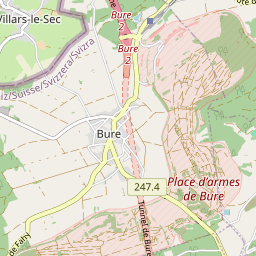 Villars-le-Sec
Bure
2
Bure
2
iz/Suisse/Svizzera/Svizra
Bure
247.4
Place d'armes
de Bure
Tunnel de Bure
de Fahy